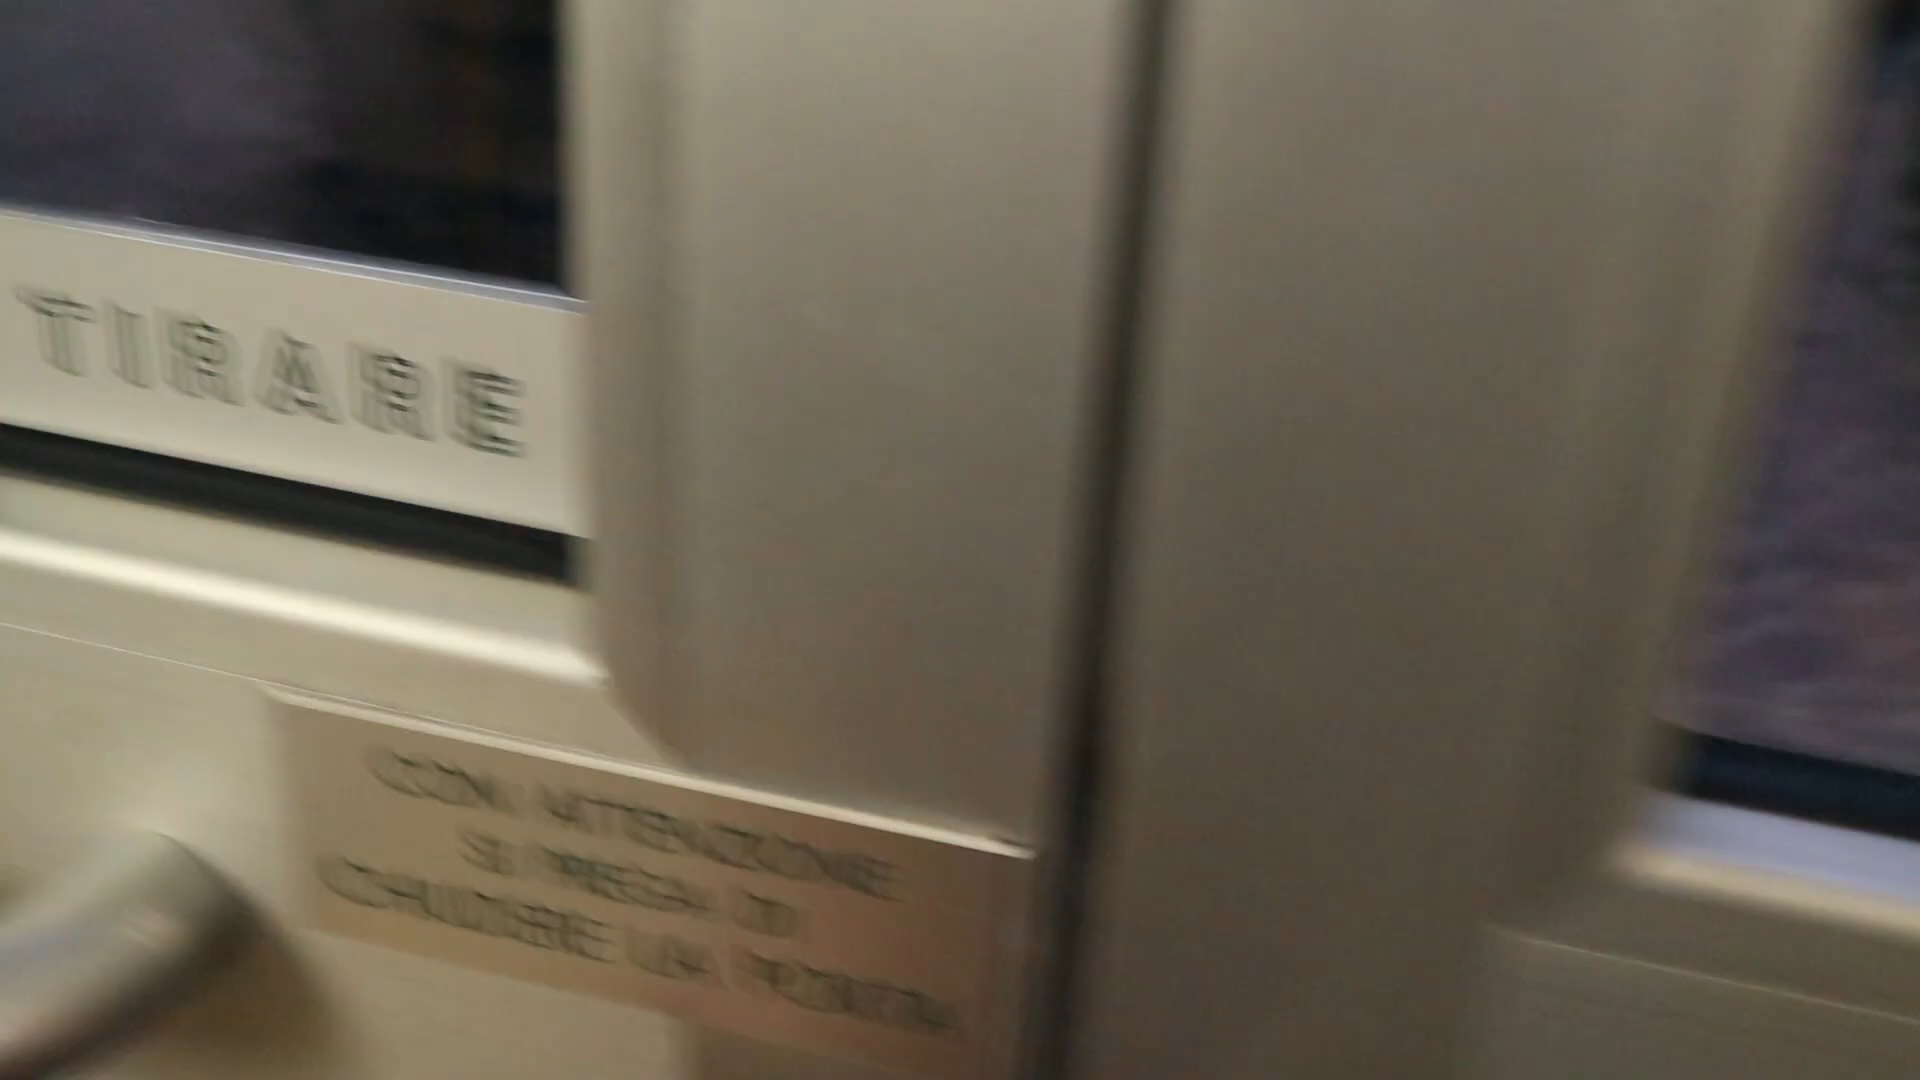 TIRARE
CON ATTENZIONE
SI PREGA DI
CHIUDERE LA PORTA